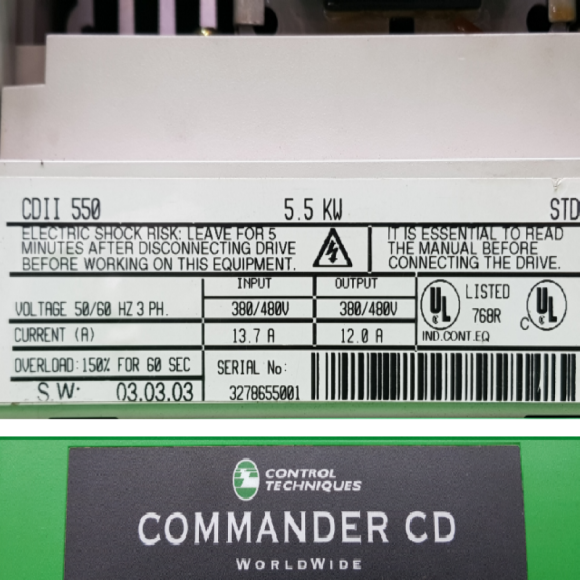 CDII 550 5.5 KW STD
ELECTRIC SHOCK RISK: LEAVE FOR 5
MINUTES AFTER DISCONNECTING DRIVE
BEFORE WORKING ON THIS EQUIPMENT.
IT IS ESSENTIAL TO READ
THE MANUAL BEFORE
CONNECTING THE DRIVE.
INPUT OUTPUT
VOLTAGE 50/60 HZ 3 PH. 380/480V 380/480V
CURRENT (A) 13.7 A 12.0 A
UL LISTED
768R
C UL
IND.CONT.EQ
OVERLOAD:150% FOR 60 SEC
S.W. 03.03.03
SERIAL No:
3278655001
CONTROL
TECHNIQUES
COMMANDER CD
WORLDWIDE